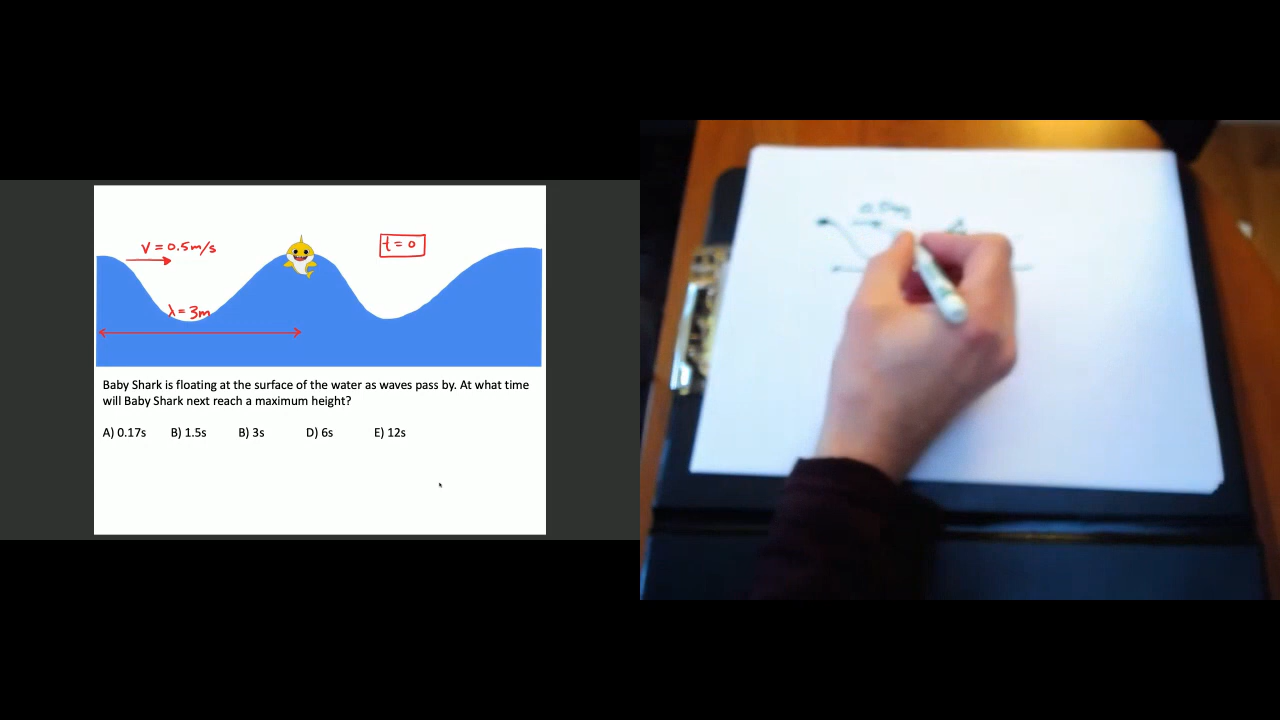 v = 0.5m/s
t = 0
λ = 3m
Baby Shark is floating at the surface of the water as waves pass by. At what time
will Baby Shark next reach a maximum height?
A) 0.17s B) 1.5s B) 3s D) 6s E) 12s